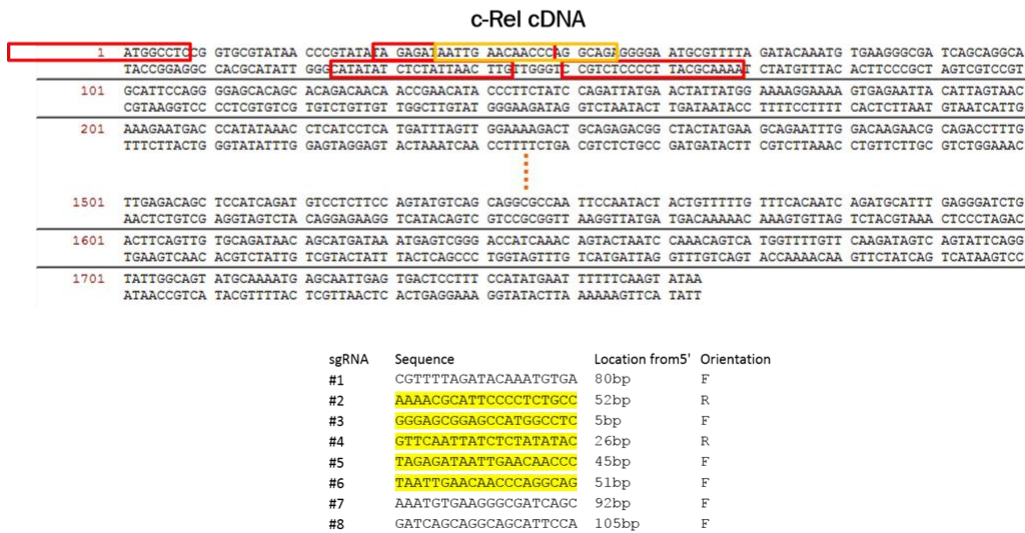 c-Rel cDNA
1 ATGGCCTCCG GTGCGTATAA CCCGTATATA GAGATAATTG AACAACCCAG GCAGAGGGGA ATGCGTTTTA GATACAAATG TGAAGGGCGA TCAGCAGGCA
TACCGGAGGC CACGCATATT GGGCATATAT CTCTATTAAC TTGTTGGGTC CGTCTCCCCT TACGCAAAAT CTATGTTTAC ACTTCCCGCT AGTCGTCCGT
101 GCATTCCAGG GGAGCACAGC ACAGACAACA ACCGAACATA CCCTTCTATC CAGATTATGA ACTATTATGG AAAAGGAAAA GTGAGAATTA CATTAGTAAC
CGTAAGGTCC CCTCGTGTCG TGTCTGTTGT TGGCTTGTAT GGGAAGATAG GTCTAATACT TGATAATACC TTTTCCTTTT CACTCTTAAT GTAATCATTG
201 AAAGAATGAC CCATATAAAC CTCATCCTCA TGATTTAGTT GGAAAAGACT GCAGAGACGG CTACTATGAA GCAGAATTTG GACAAGAACG CAGACCTTTG
TTTCTTACTG GGTATATTTG GAGTAGGAGT ACTAAATCAA CCTTTTCTGA CGTCTCTGCC GATGATACTT CGTCTTAAAC CTGTTCTTGC GTCTGGAAAC
1501 TTGAGACAGC TCCATCAGAT GTCCTCTTCC AGTATGTCAG CAGGCGCCAA TTCCAATACT ACTGTTTTTG TTTCACAATC AGATGCATTT GAGGGATCTG
AACTCTGTCG AGGTAGTCTA CAGGAGAAGG TCATACAGTC GTCCGCGGTT AAGGTTATGA TGACAAAAAC AAAGTGTTAG TCTACGTAAA CTCCCTAGAC
1601 ACTTCAGTTG TGCAGATAAC AGCATGATAA ATGAGTCGGG ACCATCAAAC AGTACTAATC CAAACAGTCA TGGTTTTGTT CAAGATAGTC AGTATTCAGG
TGAAGTCAAC ACGTCTATTG TCGTACTATT TACTCAGCCC TGGTAGTTTG TCATGATTAG GTTTGTCAGT ACCAAAACAA GTTCTATCAG TCATAAGTCC
1701 TATTGGCAGT ATGCAAAATG AGCAATTGAG TGACTCCTTT CCATATGAAT TTTTTCAAGT ATAA
ATAACCGTCA TACGTTTTAC TCGTTAACTC ACTGAGGAAA GGTATACTTA AAAAAGTTCA TATT
sgRNA Sequence Location from5' Orientation
#1 CGTTTTAGATACAAATGTGA 80bp F
#2 AAAACGCATTCCCCTCTGCC 52bp R
#3 GGGAGCGGAGCCATGGCCTC 5bp F
#4 GTTCAATTATCTCTATATAC 26bp R
#5 TAGAGATAATTGAACAACCC 45bp F
#6 TAATTGAACAACCCAGGCAG 51bp F
#7 AAATGTGAAGGGCGATCAGC 92bp F
#8 GATCAGCAGGCAGCATTCCA 105bp F